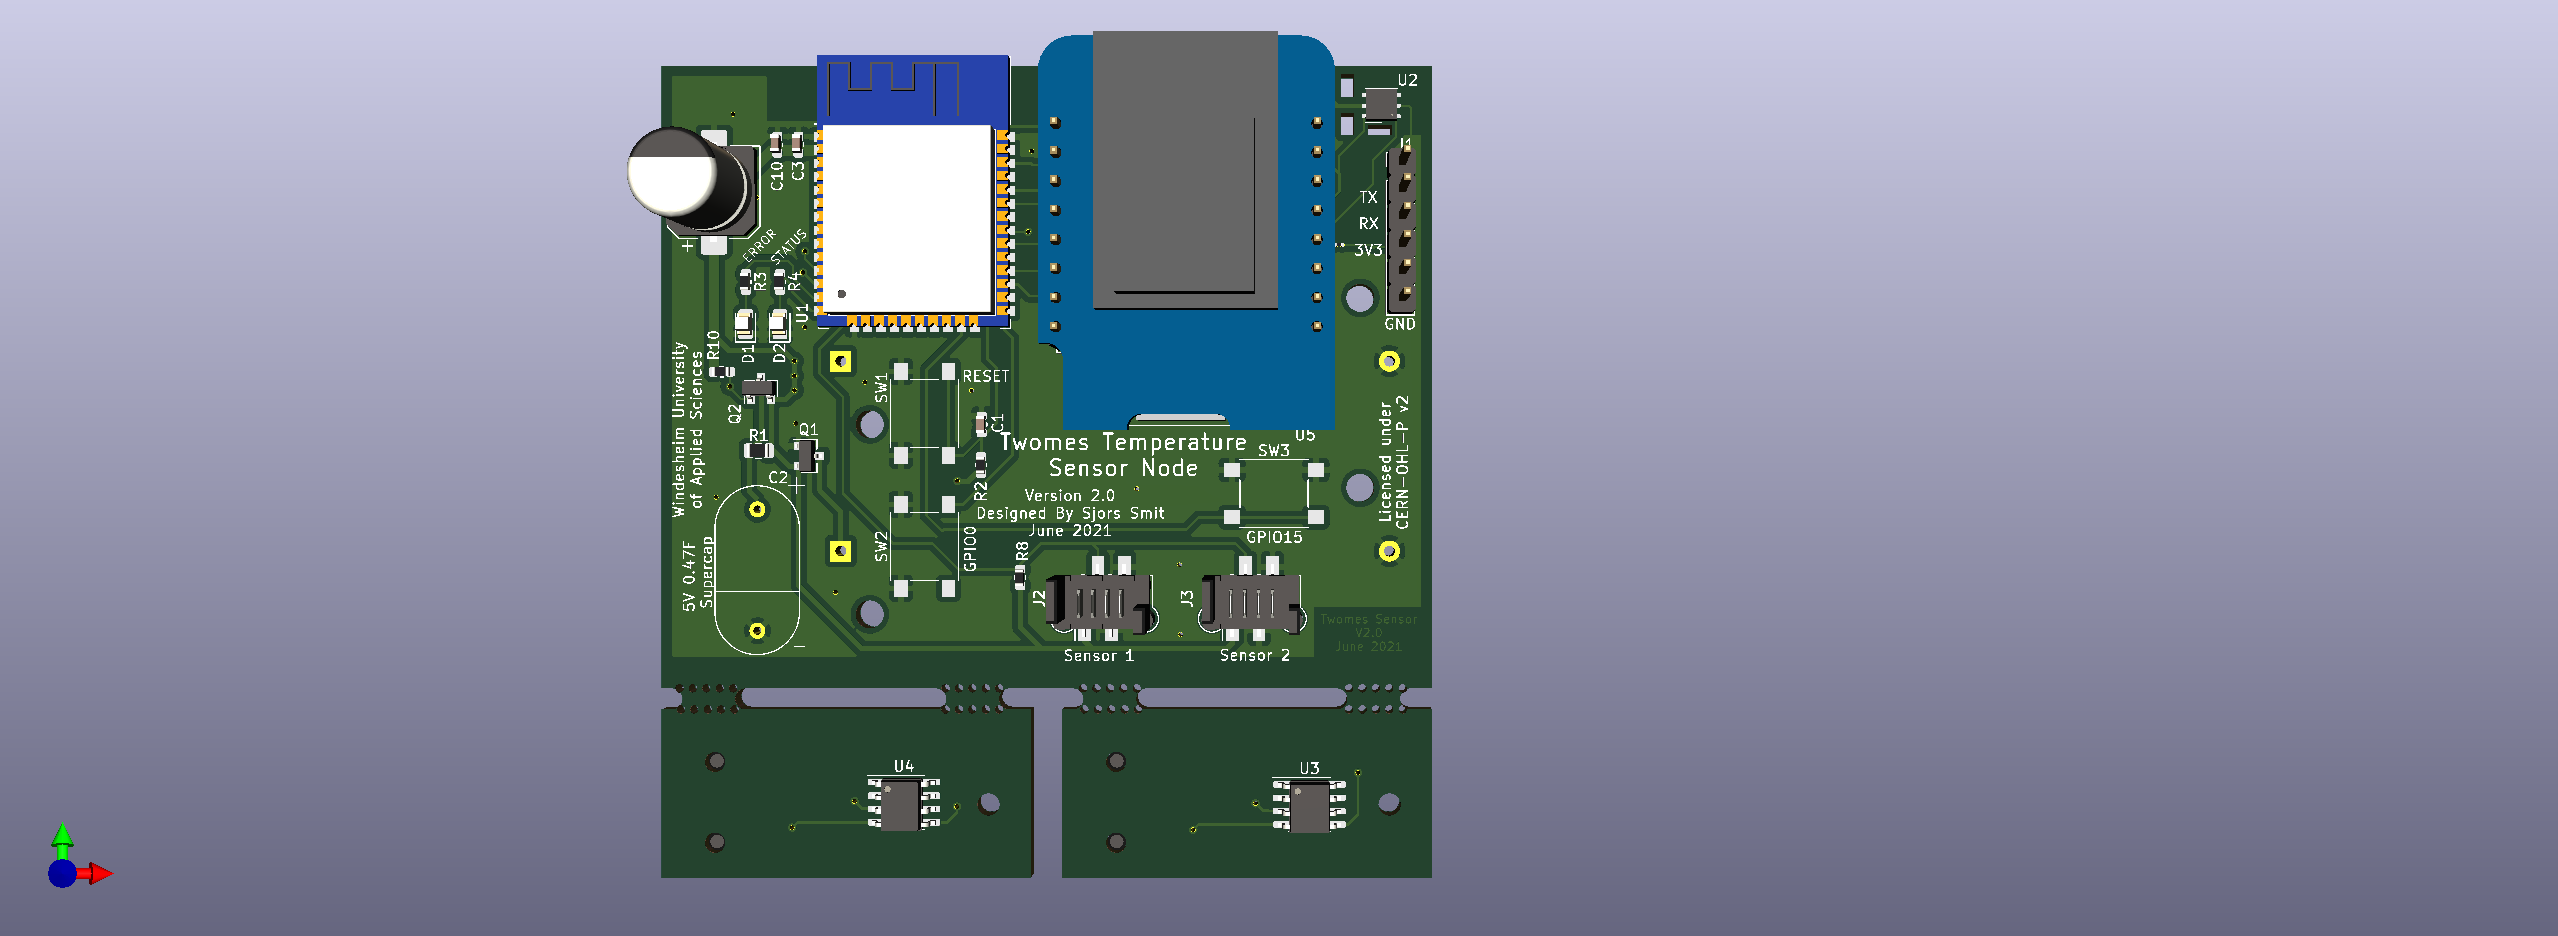 U2
J1
C10
C3
TX
RX
3V3
GND
+
ERROR
STATUS
R3
R4
U1
D1
D2
R10
Q2
R1
Q1
C2
+
Windesheim University
of Applied Sciences
5V 0.47F
Supercap
SW1
RESET
C1
R2
SW2
GPIO0
Twomes Temperature
Sensor Node
Version 2.0
Designed By Sjors Smit
June 2021
U5
SW3
GPIO15
Licensed under
CERN-OHL-P v2
R8
J2
J3
Sensor 1
Sensor 2
Twomes Sensor
V2.0
June 2021
U4
U3